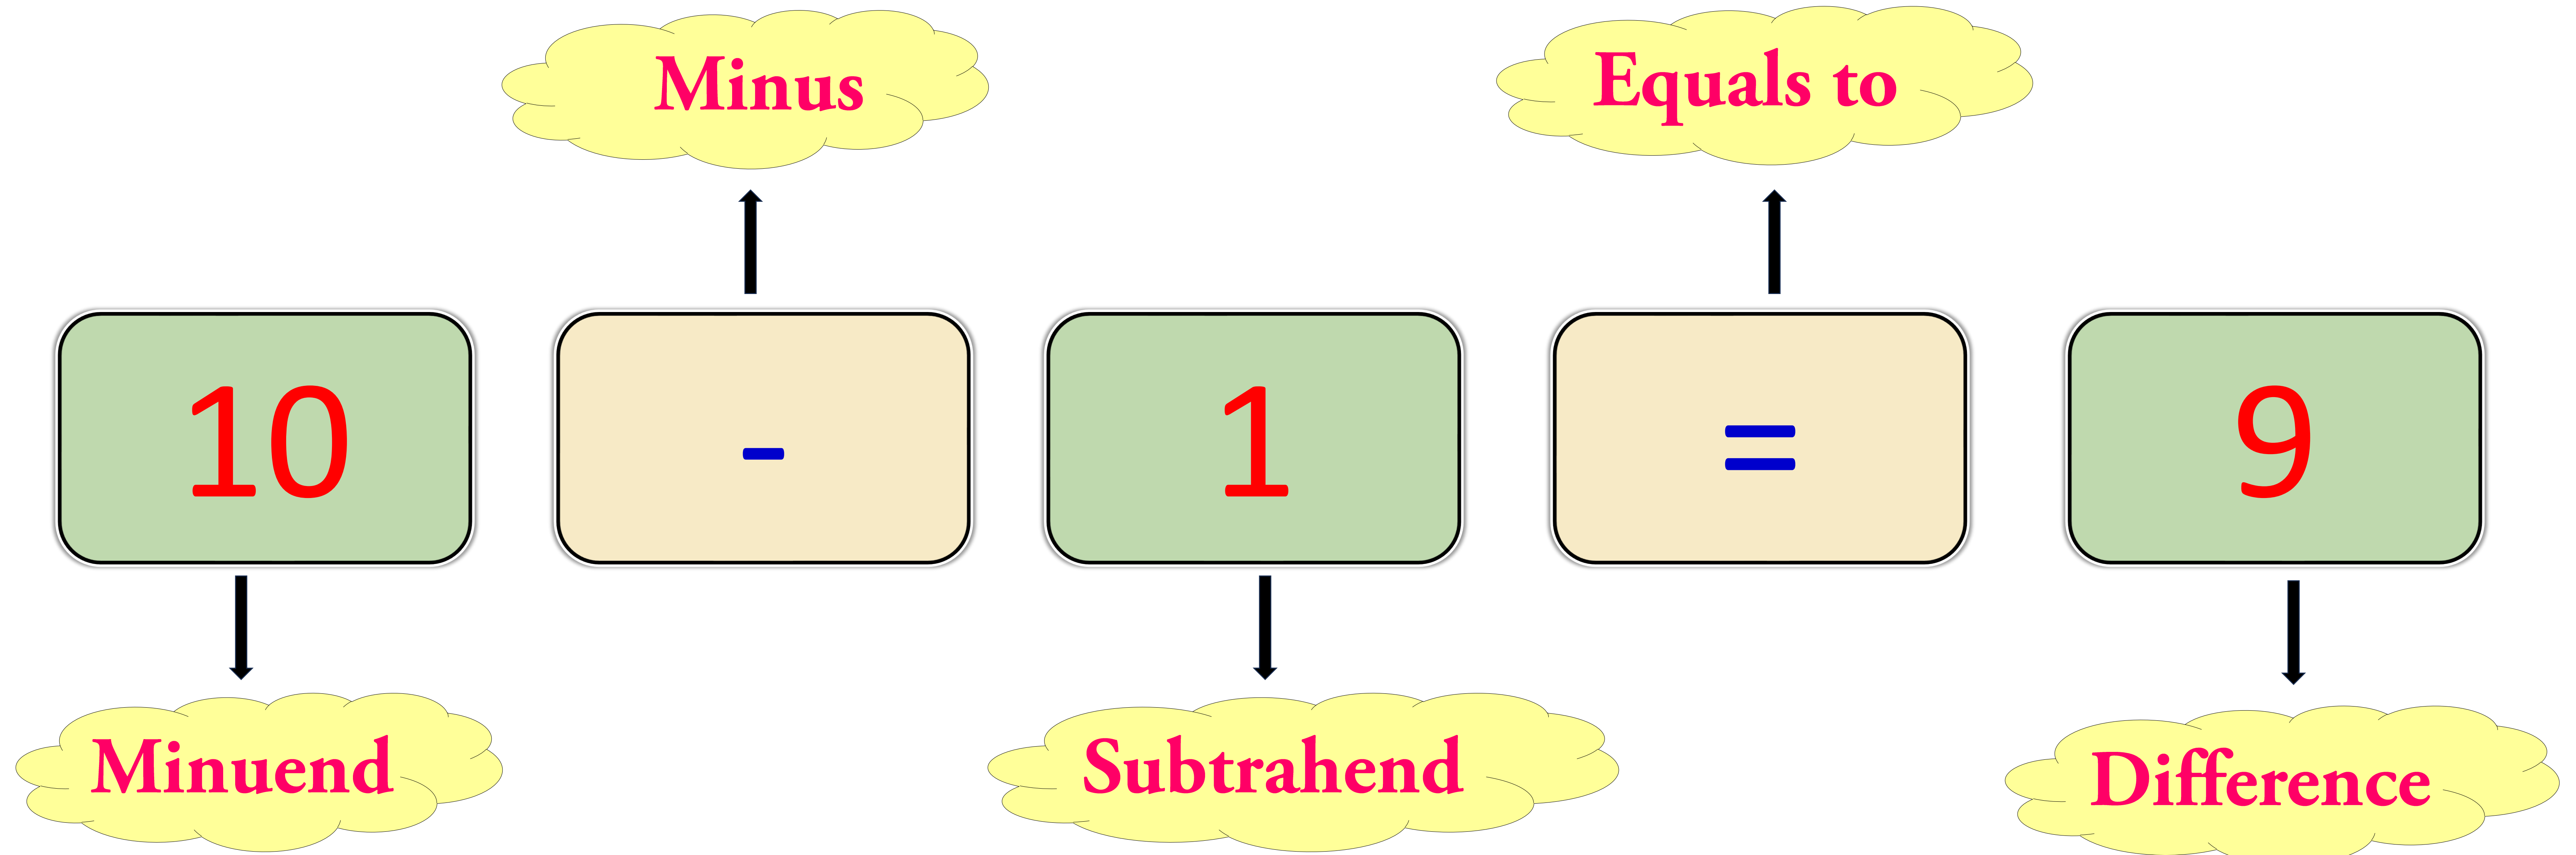 Minus
Equals to
10 - 1 = 9
Minuend
Subtrahend
Difference